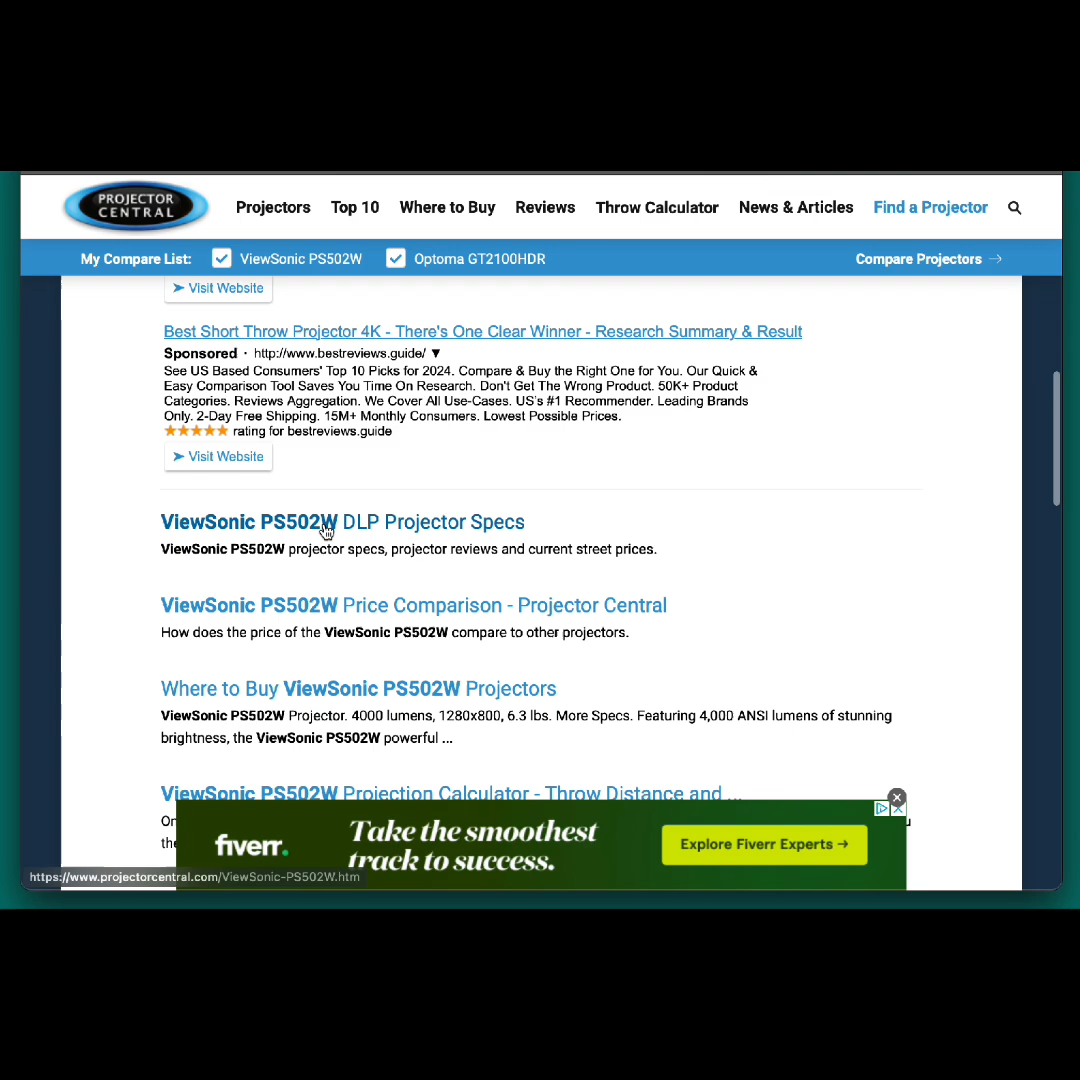 PROJECTOR
CENTRAL
Projectors Top 10 Where to Buy Reviews Throw Calculator News & Articles Find a Projector
My Compare List: ViewSonic PS502W Optoma GT2100HDR Compare Projectors →
➤ Visit Website
Best Short Throw Projector 4K - There's One Clear Winner - Research Summary & Result
Sponsored · http://www.bestreviews.guide/ ▼
See US Based Consumers' Top 10 Picks for 2024. Compare & Buy the Right One for You. Our Quick &
Easy Comparison Tool Saves You Time On Research. Don't Get The Wrong Product. 50K+ Product
Categories. Reviews Aggregation. We Cover All Use-Cases. US's #1 Recommender. Leading Brands
Only. 2-Day Free Shipping. 15M+ Monthly Consumers. Lowest Possible Prices.
★★★★★ rating for bestreviews.guide
➤ Visit Website
ViewSonic PS502W DLP Projector Specs
ViewSonic PS502W projector specs, projector reviews and current street prices.
ViewSonic PS502W Price Comparison - Projector Central
How does the price of the ViewSonic PS502W compare to other projectors.
Where to Buy ViewSonic PS502W Projectors
ViewSonic PS502W Projector. 4000 lumens, 1280x800, 6.3 lbs. More Specs. Featuring 4,000 ANSI lumens of stunning
brightness, the ViewSonic PS502W powerful ...
ViewSonic PS502W Projection Calculator - Throw Distance and ...
fiverr.
Take the smoothest
track to success.
Explore Fiverr Experts →
https://www.projectorcentral.com/ViewSonic-PS502W.htm